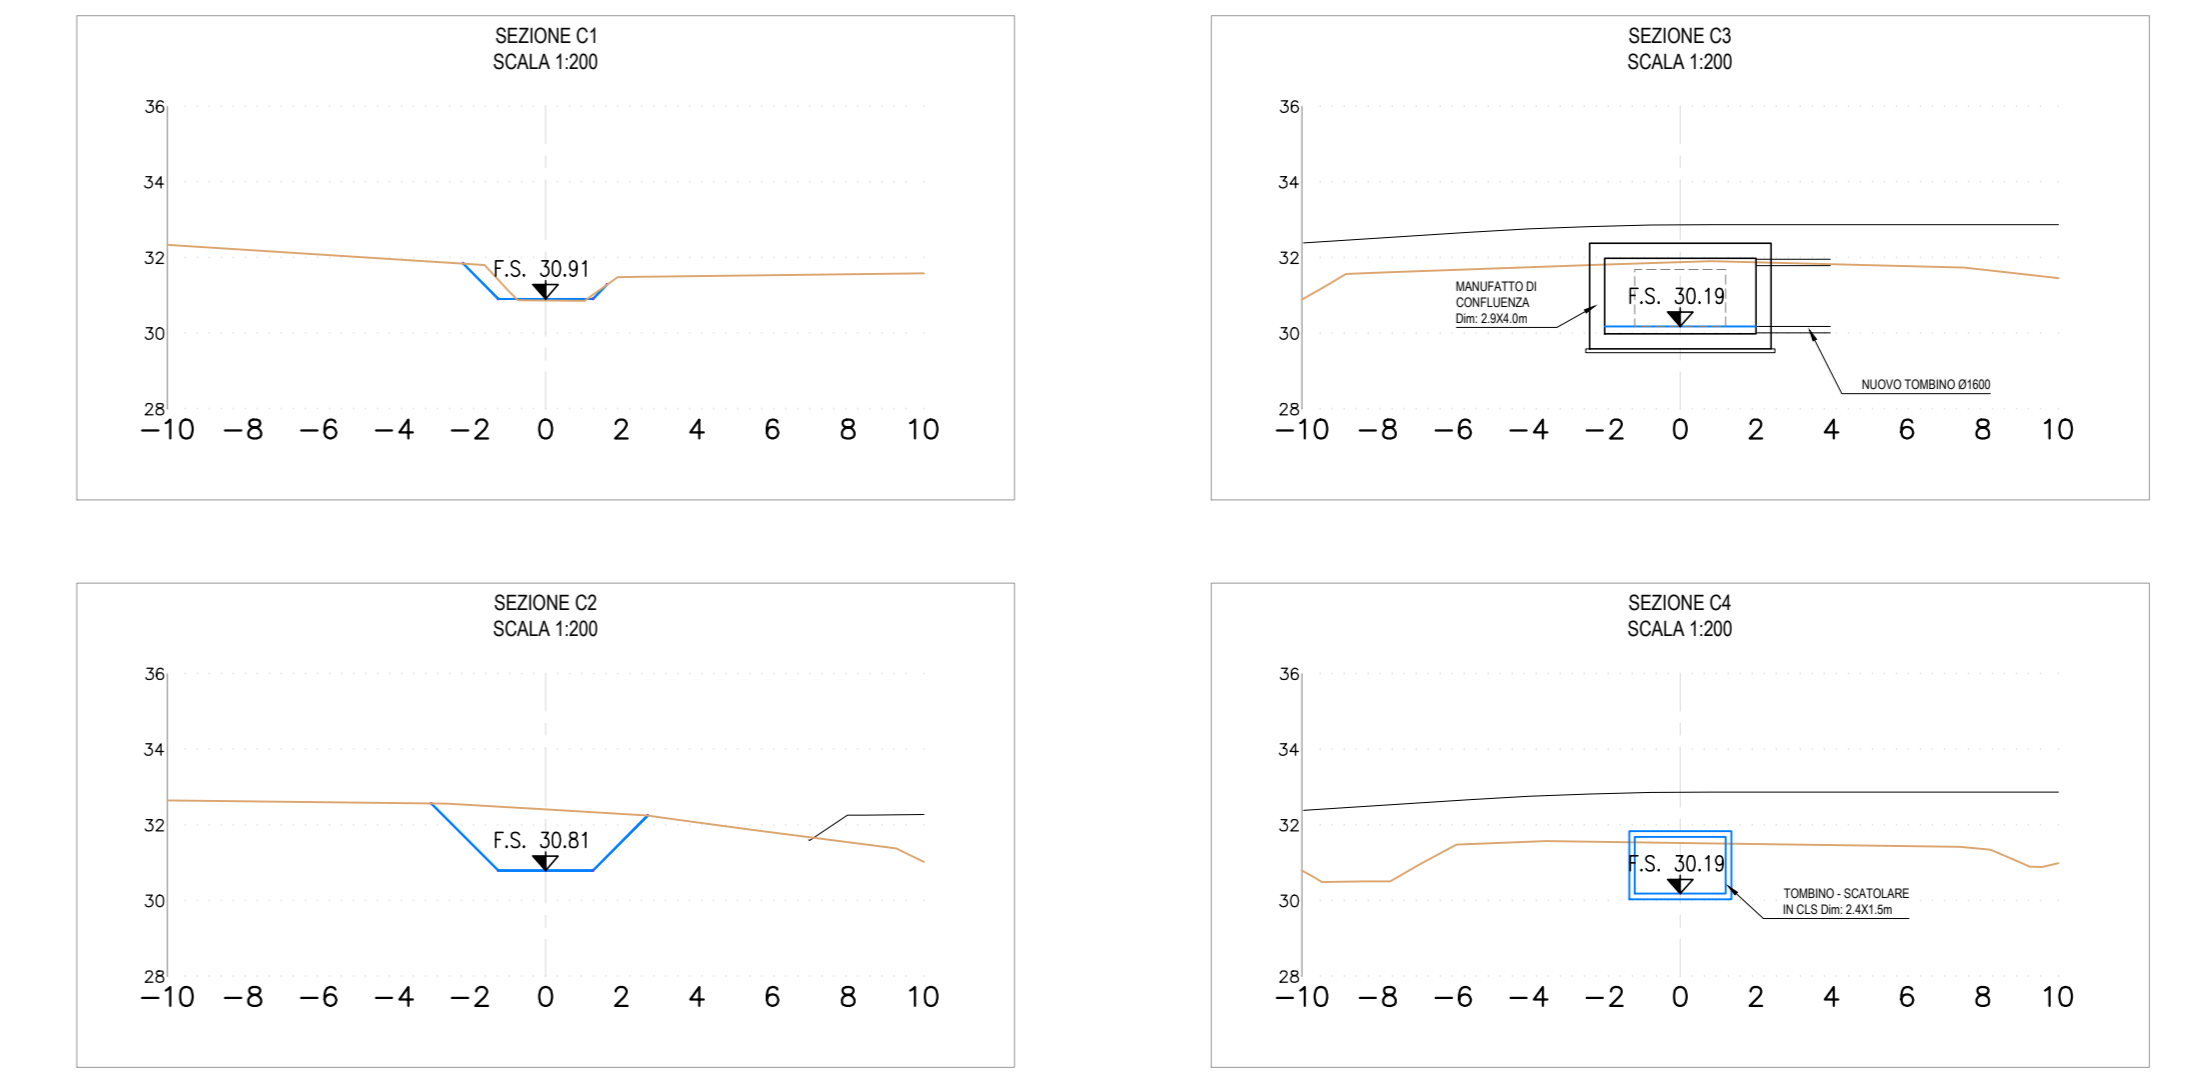 SEZIONE C1
SCALA 1:200
36
34
32
30
28
F.S. 30.91
−10 −8 −6 −4 −2 0 2 4 6 8 10
SEZIONE C3
SCALA 1:200
36
34
32
30
28
MANUFATTO DI
CONFLUENZA
Dim: 2.9X4.0m
F.S. 30.19
NUOVO TOMBINO Ø1600
−10 −8 −6 −4 −2 0 2 4 6 8 10
SEZIONE C2
SCALA 1:200
36
34
32
30
28
F.S. 30.81
−10 −8 −6 −4 −2 0 2 4 6 8 10
SEZIONE C4
SCALA 1:200
36
34
32
30
28
F.S. 30.19
TOMBINO - SCATOLARE
IN CLS Dim: 2.4X1.5m
−10 −8 −6 −4 −2 0 2 4 6 8 10